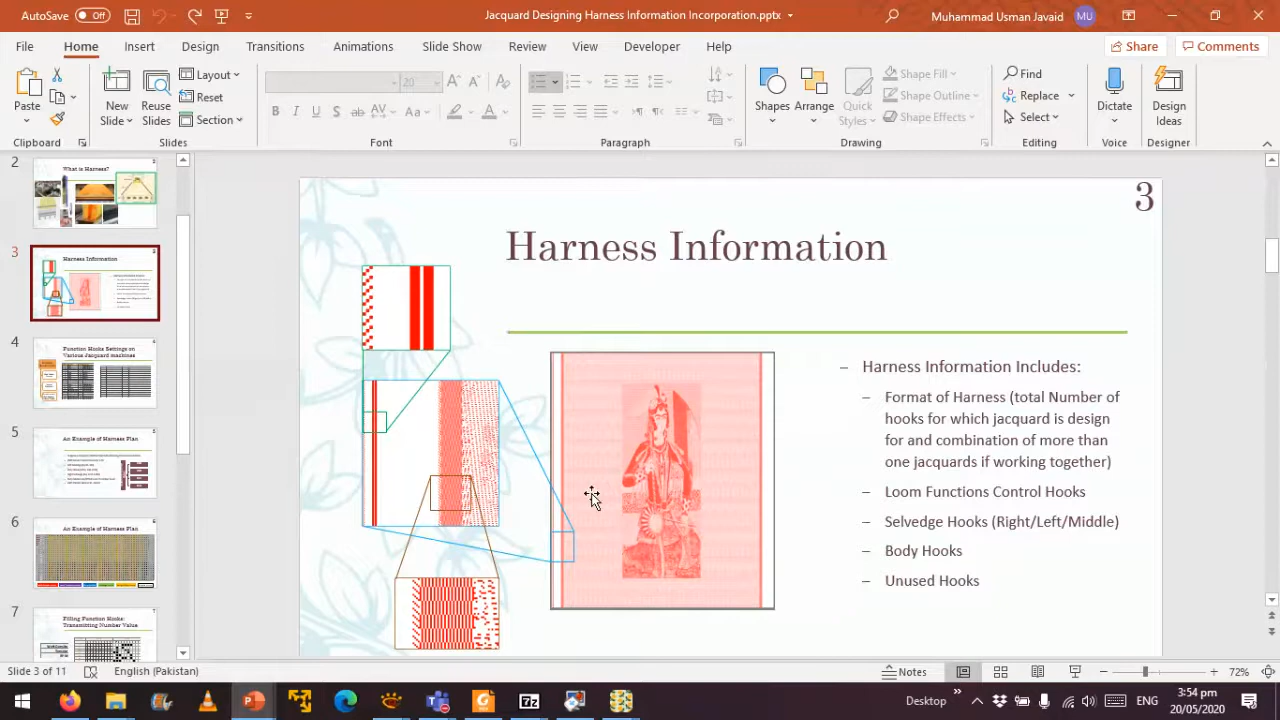 AutoSave Off
Jacquard Designing Harness Information Incorporation.pptx
Muhammad Usman Javaid MU
File Home Insert Design Transitions Animations Slide Show Review View Developer Help Share Comments
Paste
New Slide
Reuse Slides
Layout
Reset
Section
20
Shapes
Arrange
Quick Styles
Shape Fill
Shape Outline
Shape Effects
Find
Replace
Select
Dictate
Design Ideas
Clipboard Slides Font Paragraph Drawing Editing Voice Designer
2
What is Harness?
3
Harness Information
4
Function Hooks Settings on
Various Jacquard machines
5
An Example of Harness Plan
6
An Example of Harness Plan
7
Filling Function Hooks:
Transmitting Number Value
3
Harness Information
– Harness Information Includes:
– Format of Harness (total Number of
hooks for which jacquard is design
for and combination of more than
one jacquards if working together)
– Loom Functions Control Hooks
– Selvedge Hooks (Right/Left/Middle)
– Body Hooks
– Unused Hooks
Slide 3 of 11 English (Pakistan) Notes 72%
Desktop ENG 3:54 pm
20/05/2020